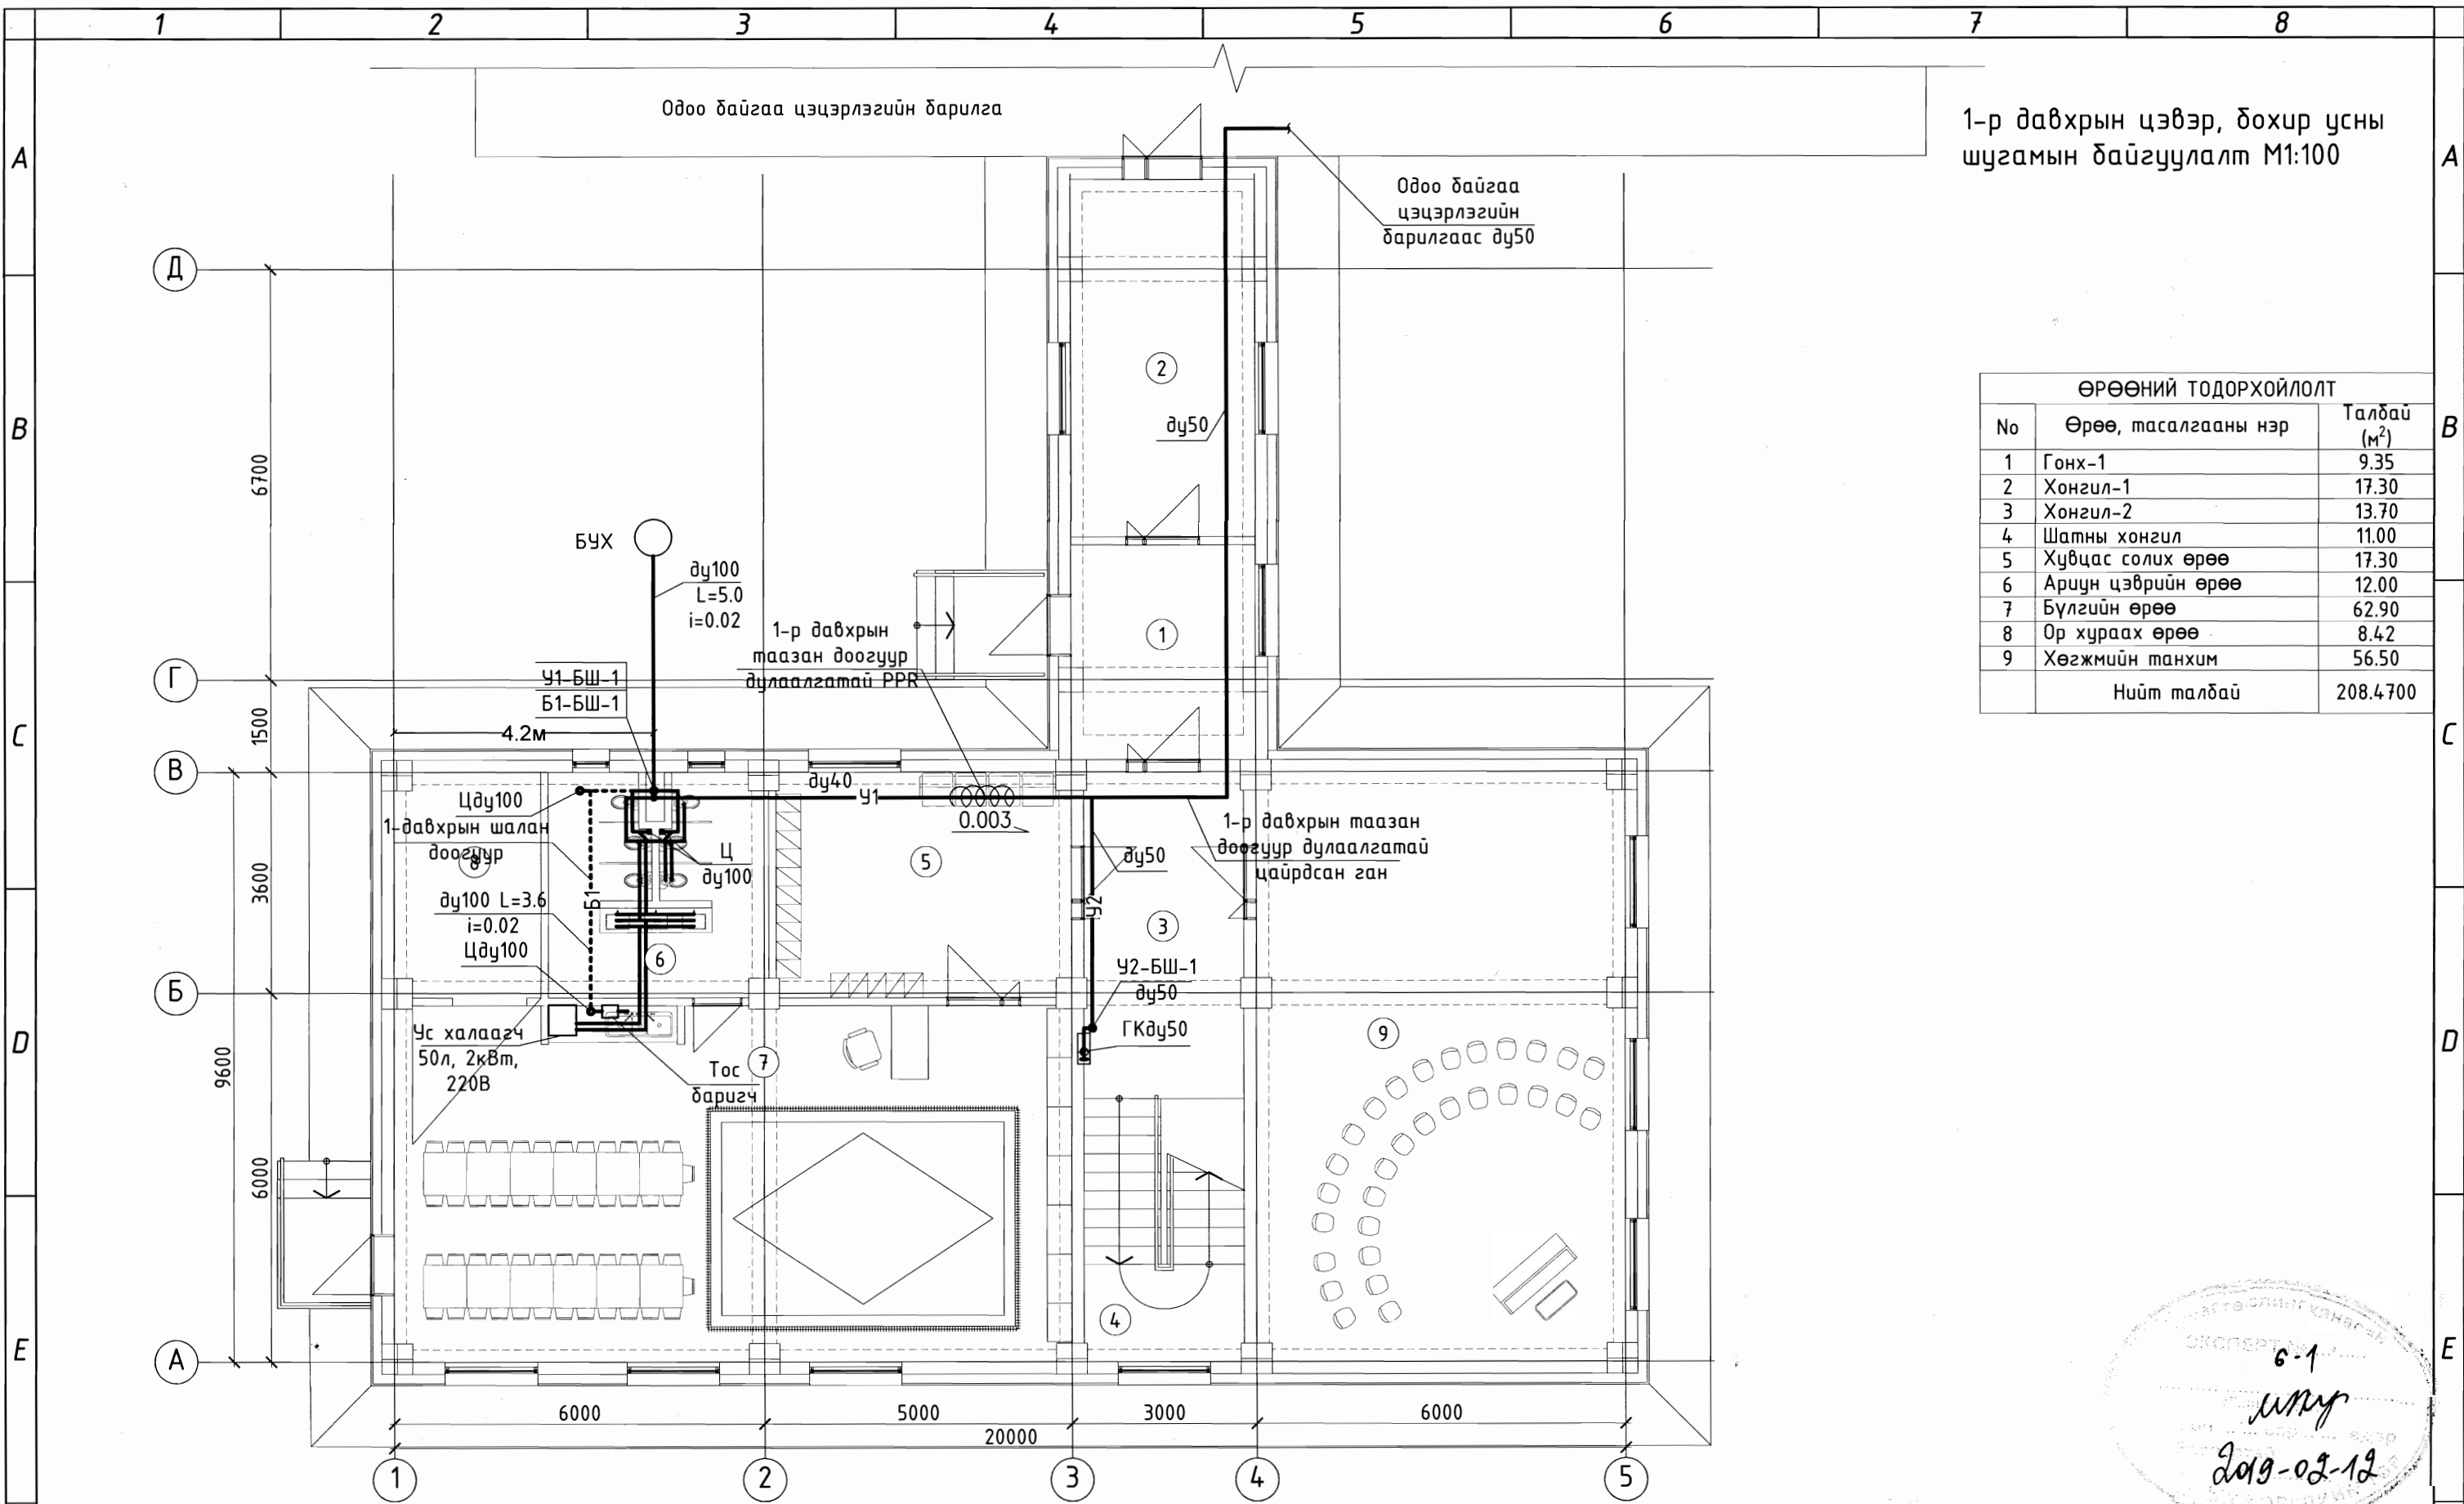 1 2 3 4 5 6 7 8
A A
B B
C C
D D
E E
Одоо байгаа цэцэрлэгийн барилга
1-р давхрын цэвэр, бохир усны
шугамын байгуулалт М1:100
Одоо байгаа
цэцэрлэгийн
барилгаас ду50
Д
Г
В
Б
А
6700
1500
3600
6000
9600
ӨРӨӨНИЙ ТОДОРХОЙЛОЛТ
No Өрөө, тасалгааны нэр Талбай (м²)
1 Гонх-1 9.35
2 Хонгил-1 17.30
3 Хонгил-2 13.70
4 Шатны хонгил 11.00
5 Хувцас солих өрөө 17.30
6 Ариун цэврийн өрөө 12.00
7 Бүлгийн өрөө 62.90
8 Ор хураах өрөө 8.42
9 Хөгжмийн танхим 56.50
Нийт талбай 208.4700
2
ду50
БУХ
ду100
L=5.0
i=0.02
1-р давхрын
таазан доогуур
дулаалгатай PPR
1
У1-БШ-1
Б1-БШ-1
4.2м
ду40
У1
0.003
Цду100
1-давхрын шалан
доогуур
8
Ц
ду100
5
ду50
1-р давхрын таазан
доогуур дулаалгатай
цайрдсан ган
ду100 L=3.6
i=0.02
Б1
Цду100
6
У2
3
У2-БШ-1
ду50
ГКду50
Ус халаагч
50л, 2кВт,
220В
Тос
баригч
7
9
4
6000 5000 3000 6000
20000
1 2 3 4 5
6-1
2019-02-12